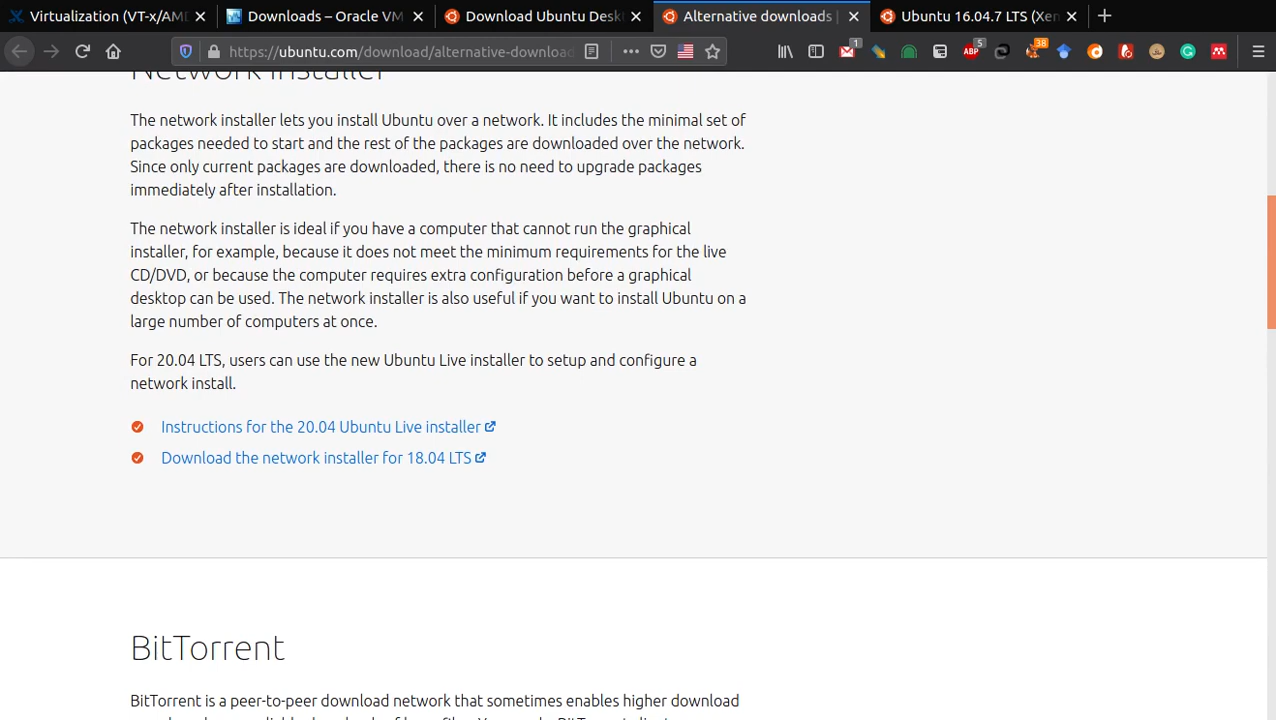 Virtualization (VT-x/AM
Downloads – Oracle VM
Download Ubuntu Desk
Alternative downloads |
Ubuntu 16.04.7 LTS (Xen
https://ubuntu.com/download/alternative-download
1
5
ABP
38
Network installer
The network installer lets you install Ubuntu over a network. It includes the minimal set of
packages needed to start and the rest of the packages are downloaded over the network.
Since only current packages are downloaded, there is no need to upgrade packages
immediately after installation.
The network installer is ideal if you have a computer that cannot run the graphical
installer, for example, because it does not meet the minimum requirements for the live
CD/DVD, or because the computer requires extra configuration before a graphical
desktop can be used. The network installer is also useful if you want to install Ubuntu on a
large number of computers at once.
For 20.04 LTS, users can use the new Ubuntu Live installer to setup and configure a
network install.
Instructions for the 20.04 Ubuntu Live installer
Download the network installer for 18.04 LTS
BitTorrent
BitTorrent is a peer-to-peer download network that sometimes enables higher download